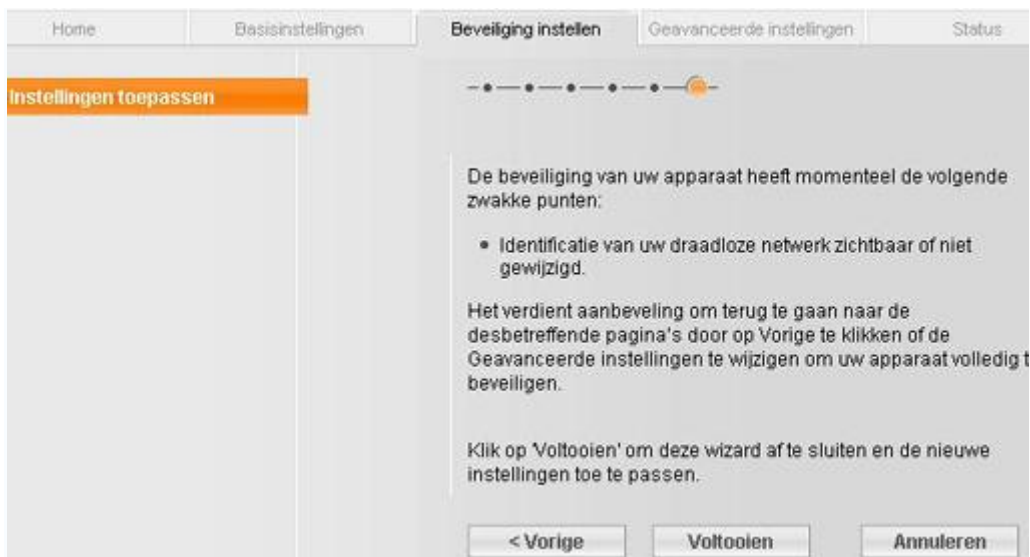 Home Basisinstellingen Beveiliging instellen Geavanceerde instellingen Status
Instellingen toepassen
De beveiliging van uw apparaat heeft momenteel de volgende
zwakke punten:
• Identificatie van uw draadloze netwerk zichtbaar of niet
gewijzigd.
Het verdient aanbeveling om terug te gaan naar de
desbetreffende pagina's door op Vorige te klikken of de
Geavanceerde instellingen te wijzigen om uw apparaat volledig t
beveiligen.
Klik op 'Voltooien' om deze wizard af te sluiten en de nieuwe
instellingen toe te passen.
< Vorige Voltooien Annuleren